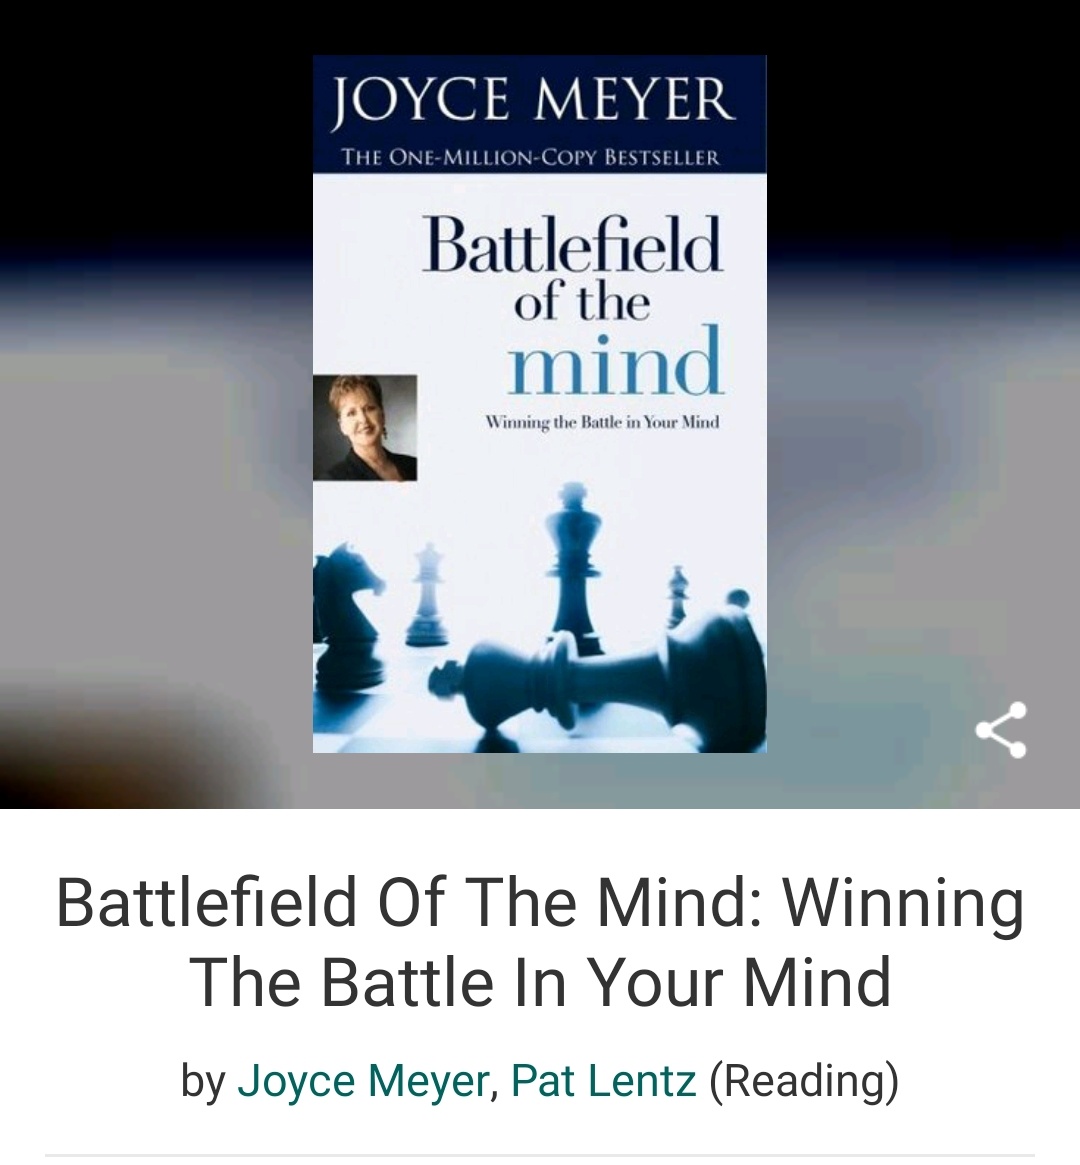 JOYCE MEYER
THE ONE-MILLION-COPY BESTSELLER
Battlefield
of the
mind
Winning the Battle in Your Mind
Battlefield Of The Mind: Winning
The Battle In Your Mind
by Joyce Meyer, Pat Lentz (Reading)